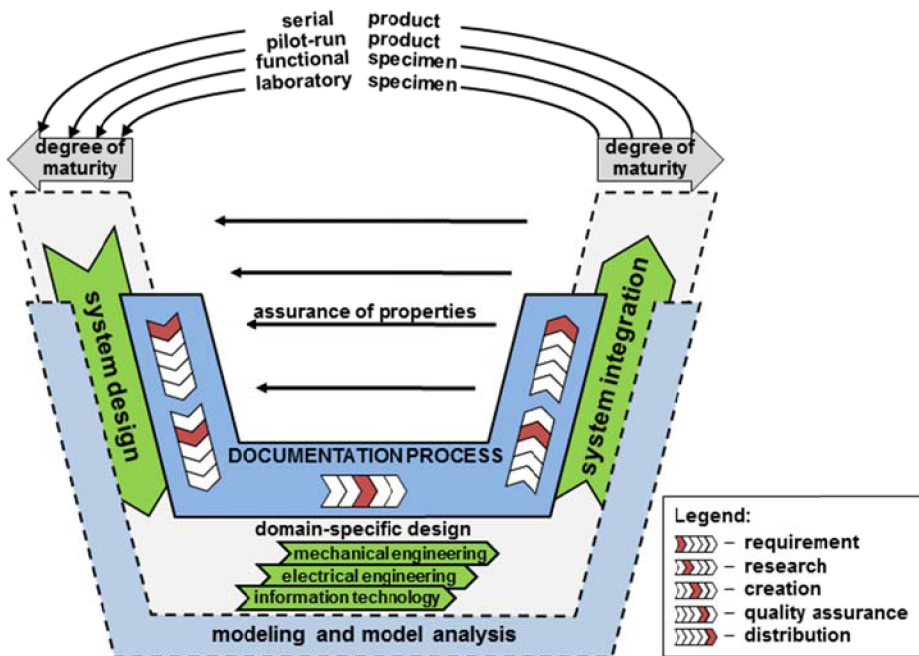 serial product
pilot-run product
functional specimen
laboratory specimen
degree of
maturity
degree of
maturity
assurance of properties
system design
system integration
DOCUMENTATION PROCESS
domain-specific design
mechanical engineering
electrical engineering
information technology
modeling and model analysis
Legend:
– requirement
– research
– creation
– quality assurance
– distribution